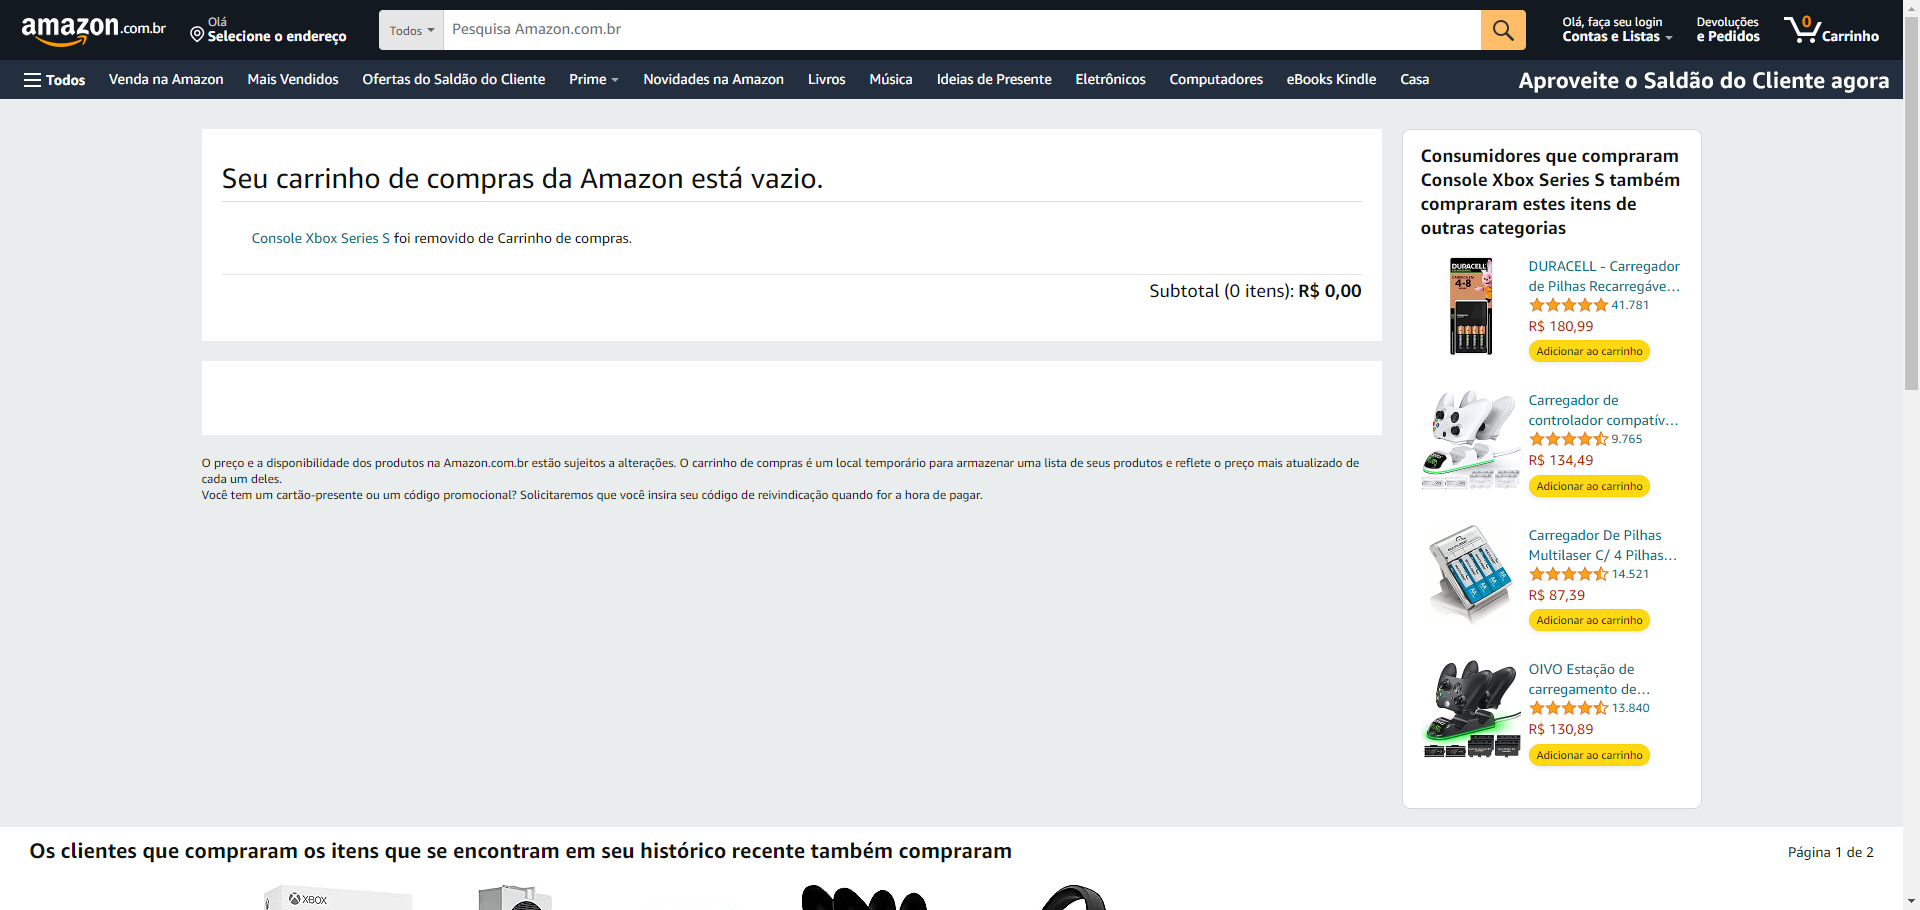 amazon.com.br
Olá
Selecione o endereço
Todos
Pesquisa Amazon.com.br
Olá, faça seu login
Contas e Listas
Devoluções
e Pedidos
0
Carrinho
Todos
Venda na Amazon
Mais Vendidos
Ofertas do Saldão do Cliente
Prime
Novidades na Amazon
Livros
Música
Ideias de Presente
Eletrônicos
Computadores
eBooks Kindle
Casa
Aproveite o Saldão do Cliente agora
Seu carrinho de compras da Amazon está vazio.
Console Xbox Series S foi removido de Carrinho de compras.
Subtotal (0 itens): R$ 0,00
O preço e a disponibilidade dos produtos na Amazon.com.br estão sujeitos a alterações. O carrinho de compras é um local temporário para armazenar uma lista de seus produtos e reflete o preço mais atualizado de
cada um deles.
Você tem um cartão-presente ou um código promocional? Solicitaremos que você insira seu código de reivindicação quando for a hora de pagar.
Consumidores que compraram
Console Xbox Series S também
compraram estes itens de
outras categorias
DURACELL
4-8
DURACELL - Carregador
de Pilhas Recarregáve...
41.781
R$ 180,99
Adicionar ao carrinho
Carregador de
controlador compatív...
9.765
R$ 134,49
Adicionar ao carrinho
Carregador De Pilhas
Multilaser C/ 4 Pilhas...
14.521
R$ 87,39
Adicionar ao carrinho
OIVO Estação de
carregamento de...
13.840
R$ 130,89
Adicionar ao carrinho
Os clientes que compraram os itens que se encontram em seu histórico recente também compraram
Página 1 de 2
XBOX